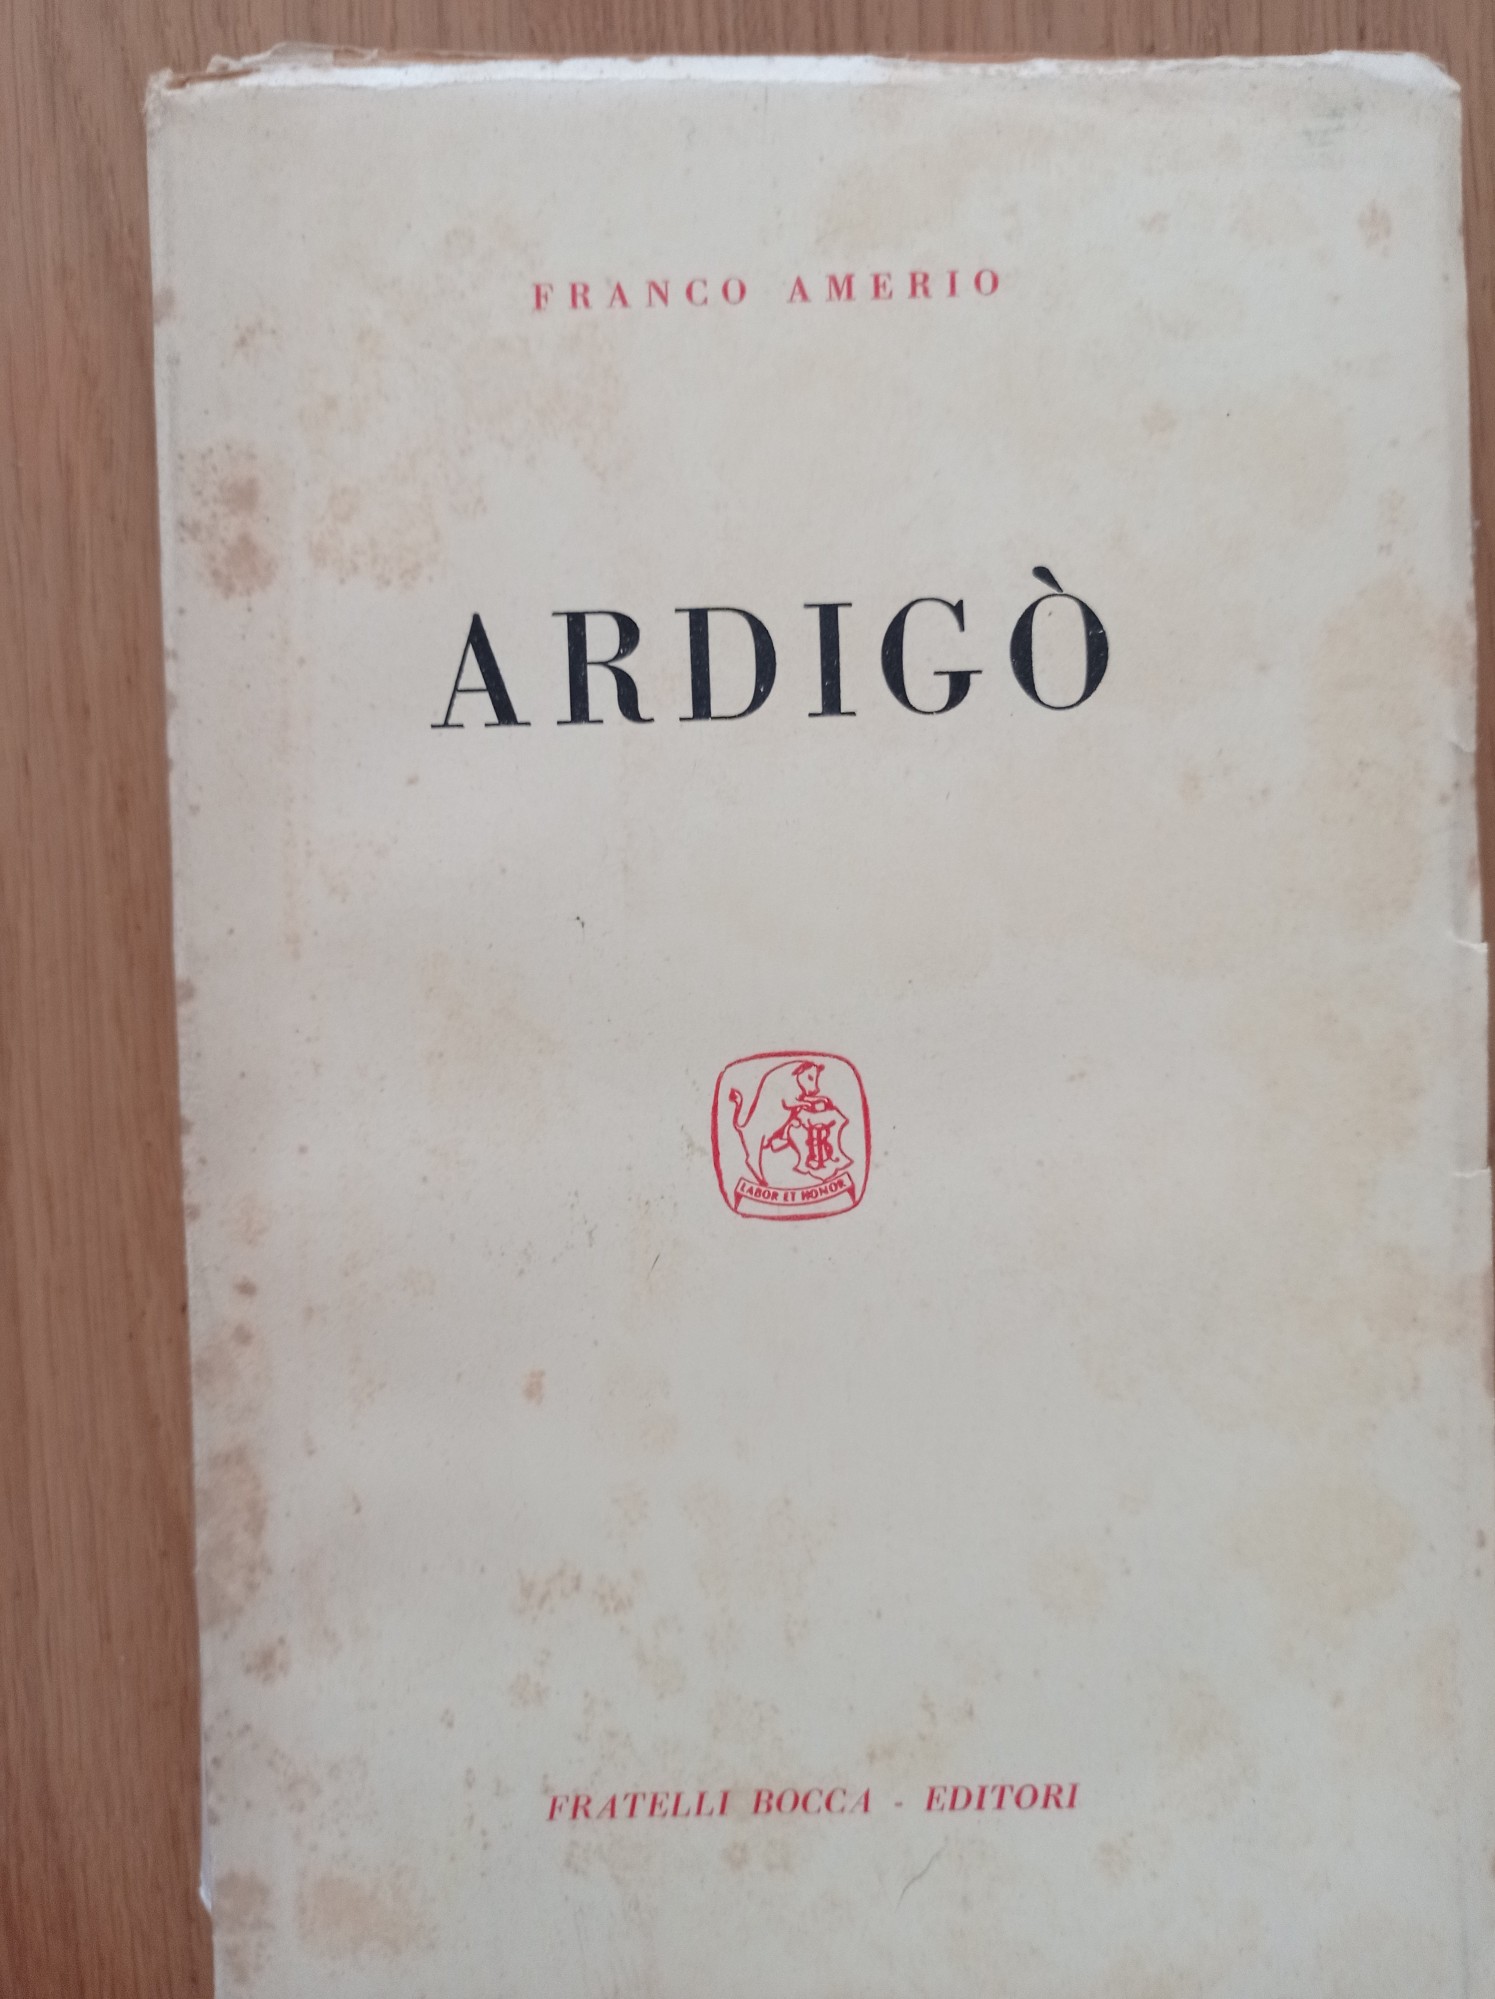 FRANCO AMERIO
ARDIGÒ
LABOR ET HONOR
FRATELLI BOCCA - EDITORI